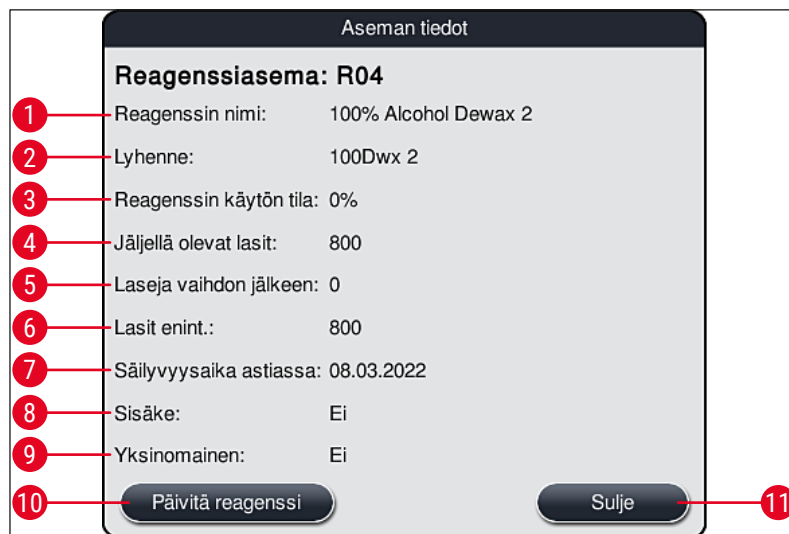 Aseman tiedot
Reagenssiasema: R04
1 Reagenssin nimi: 100% Alcohol Dewax 2
2 Lyhenne: 100Dwx 2
3 Reagenssin käytön tila: 0%
4 Jäljellä olevat lasit: 800
5 Laseja vaihdon jälkeen: 0
6 Lasit enint.: 800
7 Säilyvyysaika astiassa: 08.03.2022
8 Sisäke: Ei
9 Yksinomainen: Ei
10 Päivitä reagenssi Sulje 11